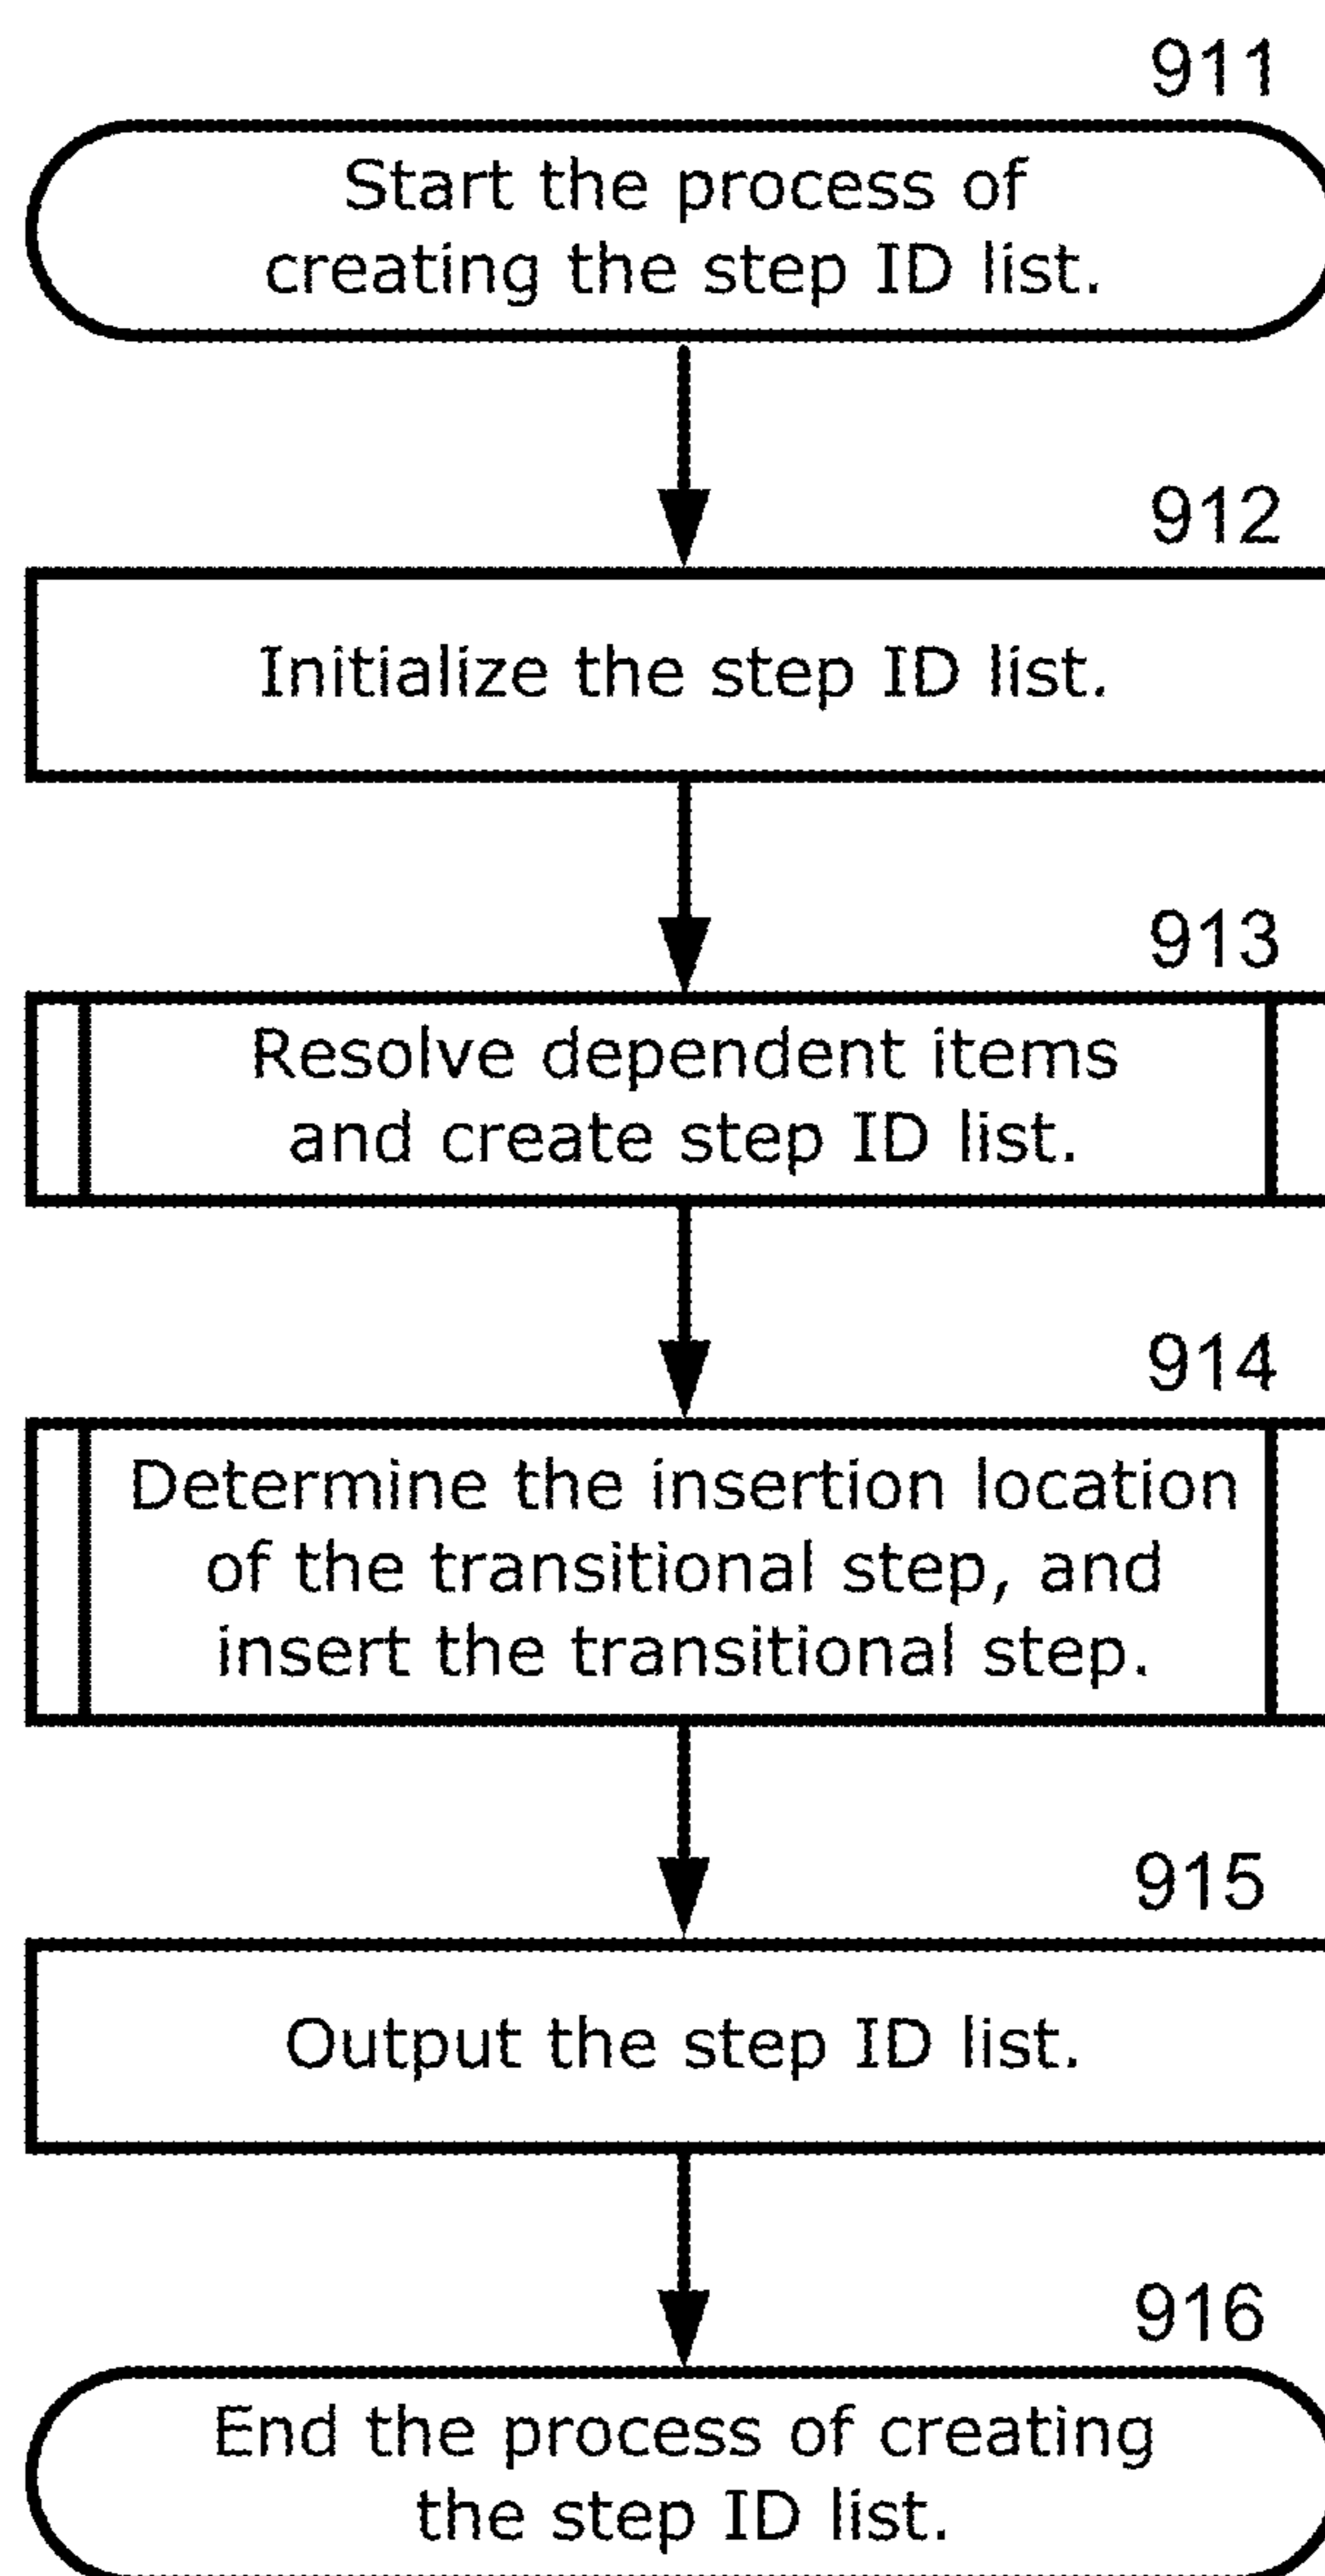 911
Start the process of
creating the step ID list.
912
Initialize the step ID list.
913
Resolve dependent items
and create step ID list.
914
Determine the insertion location
of the transitional step, and
insert the transitional step.
915
Output the step ID list.
916
End the process of creating
the step ID list.